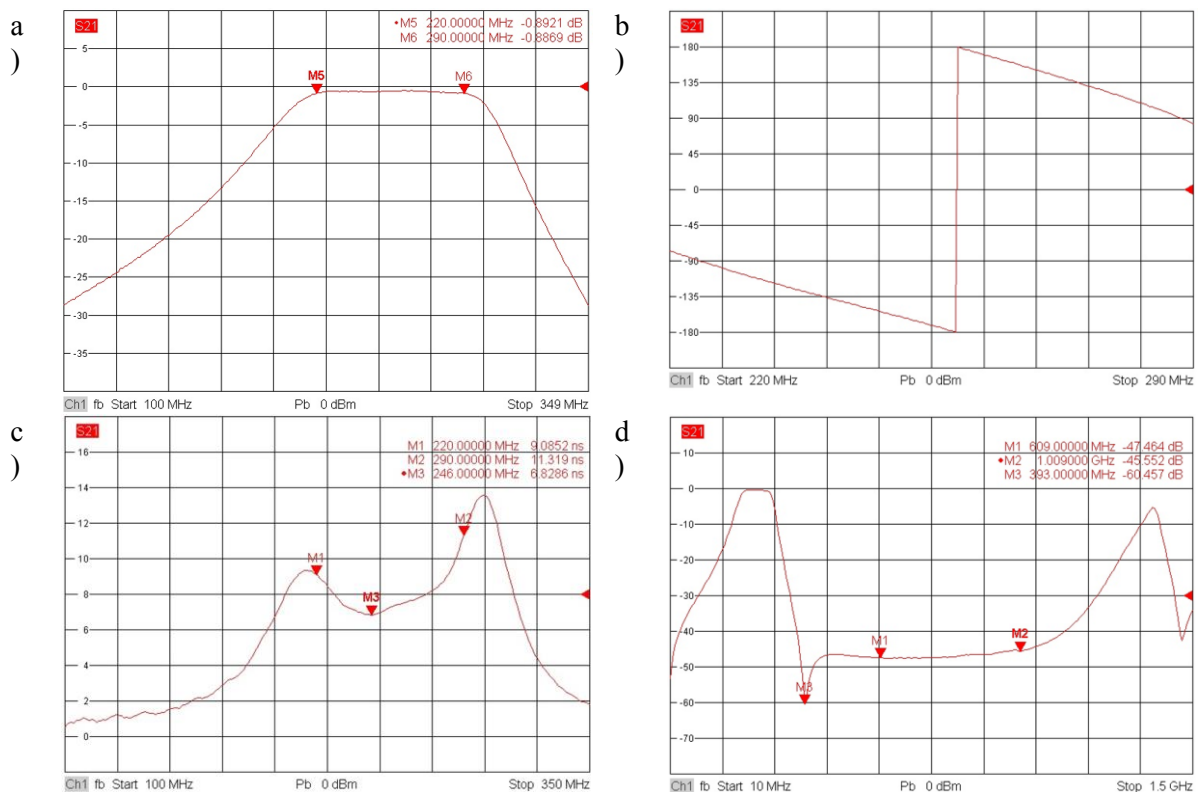 a
)
S21
•M5 220.00000 MHz -0.8921 dB
M6 290.00000 MHz -0.8869 dB
5
0
-5
-10
-15
-20
-25
-30
-35
M5
M6
Ch1 fb Start 100 MHz Pb 0 dBm Stop 349 MHz
b
)
S21
180
135
90
45
0
-45
-90
-135
-180
Ch1 fb Start 220 MHz Pb 0 dBm Stop 290 MHz
c
)
S21
M1 220.00000 MHz 9.0852 ns
M2 290.00000 MHz 11.319 ns
•M3 246.00000 MHz 6.8286 ns
16
14
12
10
8
6
4
2
0
M1
M2
M3
Ch1 fb Start 100 MHz Pb 0 dBm Stop 350 MHz
d
)
S21
M1 609.00000 MHz -47.464 dB
•M2 1.009000 GHz -45.552 dB
M3 393.00000 MHz -60.457 dB
10
0
-10
-20
-30
-40
-50
-60
-70
M1
M2
M3
Ch1 fb Start 10 MHz Pb 0 dBm Stop 1.5 GHz